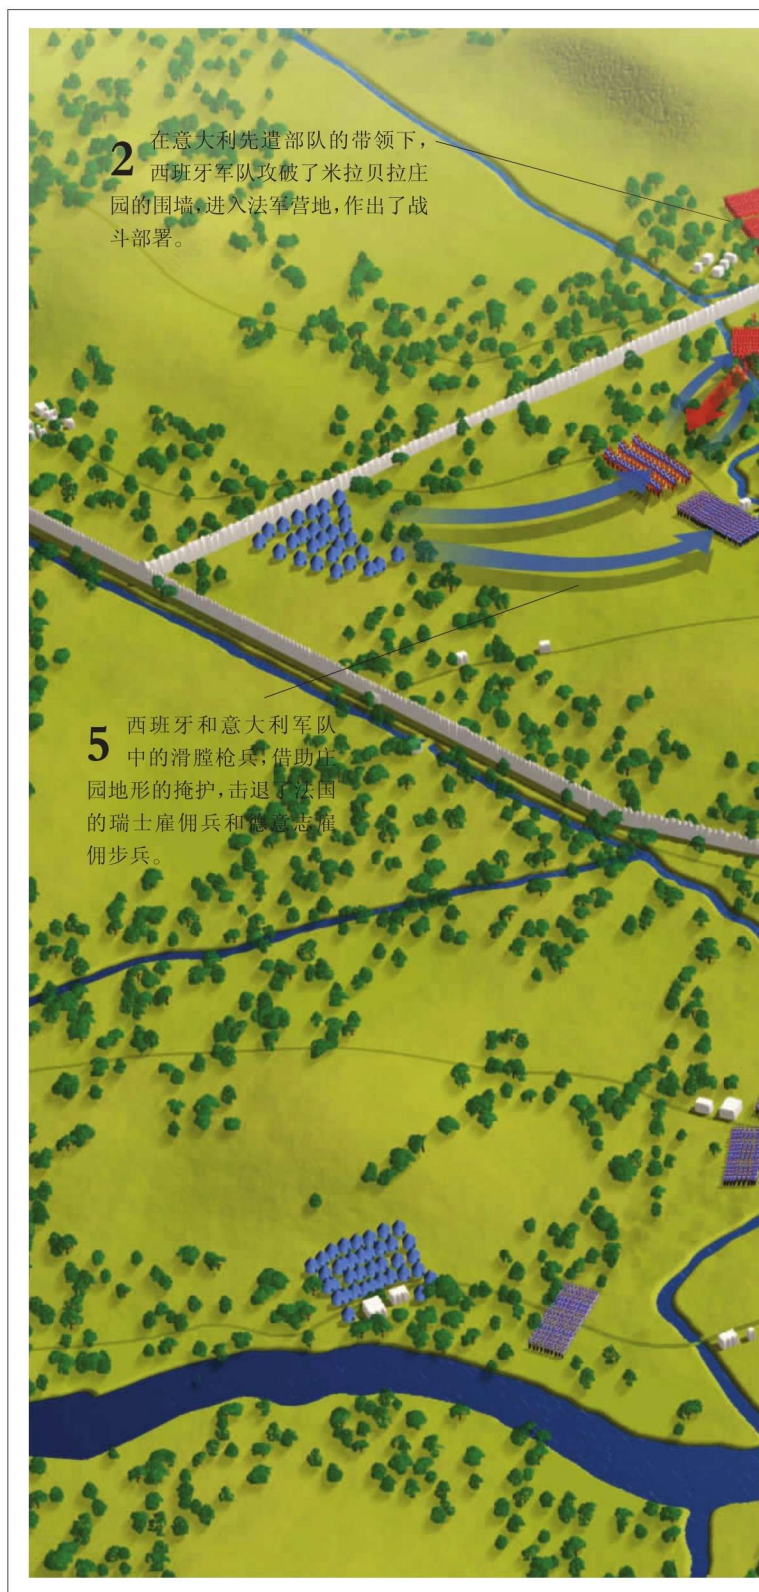 2 在意大利先遣部队的带领下，
西班牙军队攻破了米拉贝拉庄
园的围墙，进入法军营地，作出了战
斗部署。
5 西班牙和意大利军队
中的滑膛枪兵，借助庄
园地形的掩护，击退了法国
的瑞士雇佣兵和德意志雇
佣步兵。